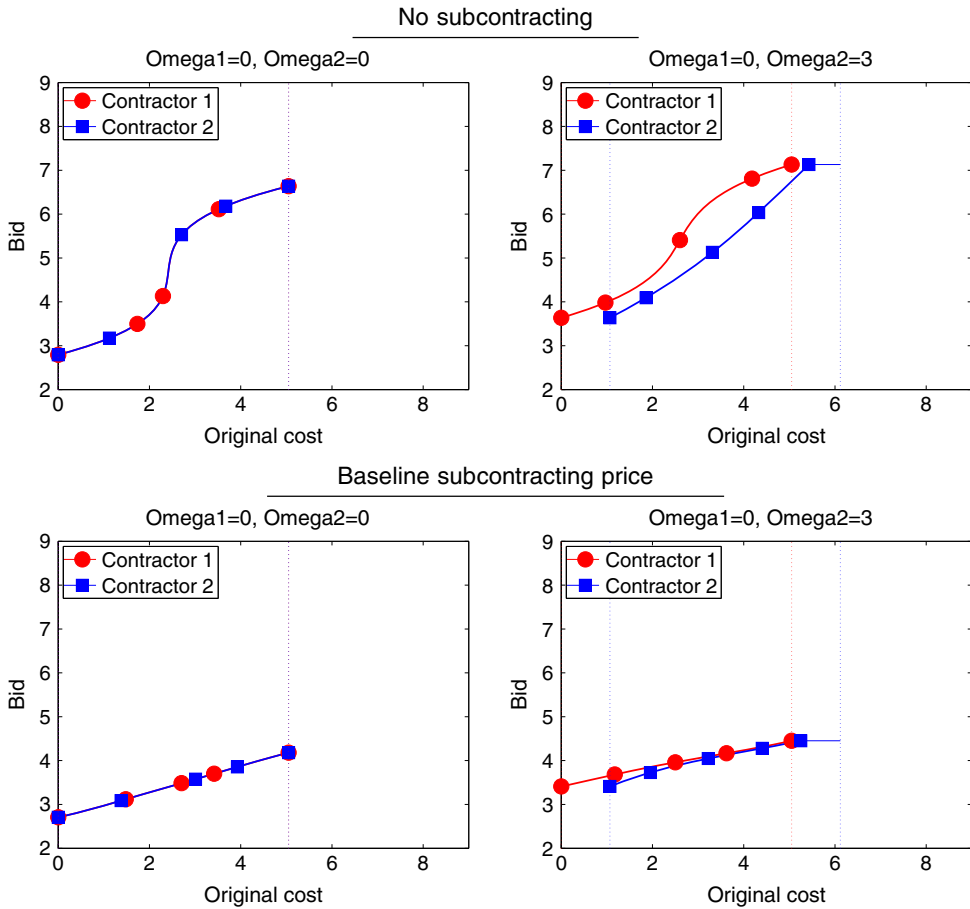 No subcontracting
Omega1=0, Omega2=0
9
8
7
6
5
4
3
2
Bid
Contractor 1
Contractor 2
0 2 4 6 8
Original cost
Omega1=0, Omega2=3
9
8
7
6
5
4
3
2
Bid
Contractor 1
Contractor 2
0 2 4 6 8
Original cost
Baseline subcontracting price
Omega1=0, Omega2=0
9
8
7
6
5
4
3
2
Bid
Contractor 1
Contractor 2
0 2 4 6 8
Original cost
Omega1=0, Omega2=3
9
8
7
6
5
4
3
2
Bid
Contractor 1
Contractor 2
0 2 4 6 8
Original cost